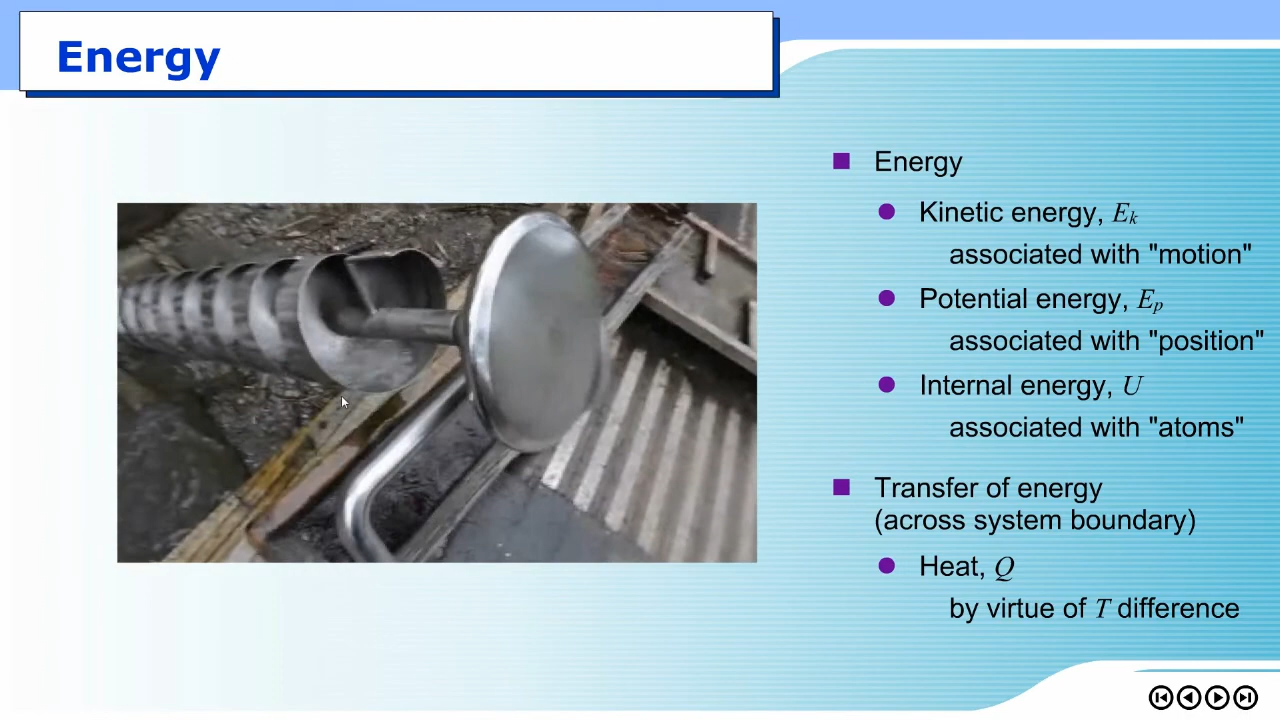 Energy
Energy
Kinetic energy, Ek
associated with "motion"
Potential energy, Ep
associated with "position"
Internal energy, U
associated with "atoms"
Transfer of energy
(across system boundary)
Heat, Q
by virtue of T difference